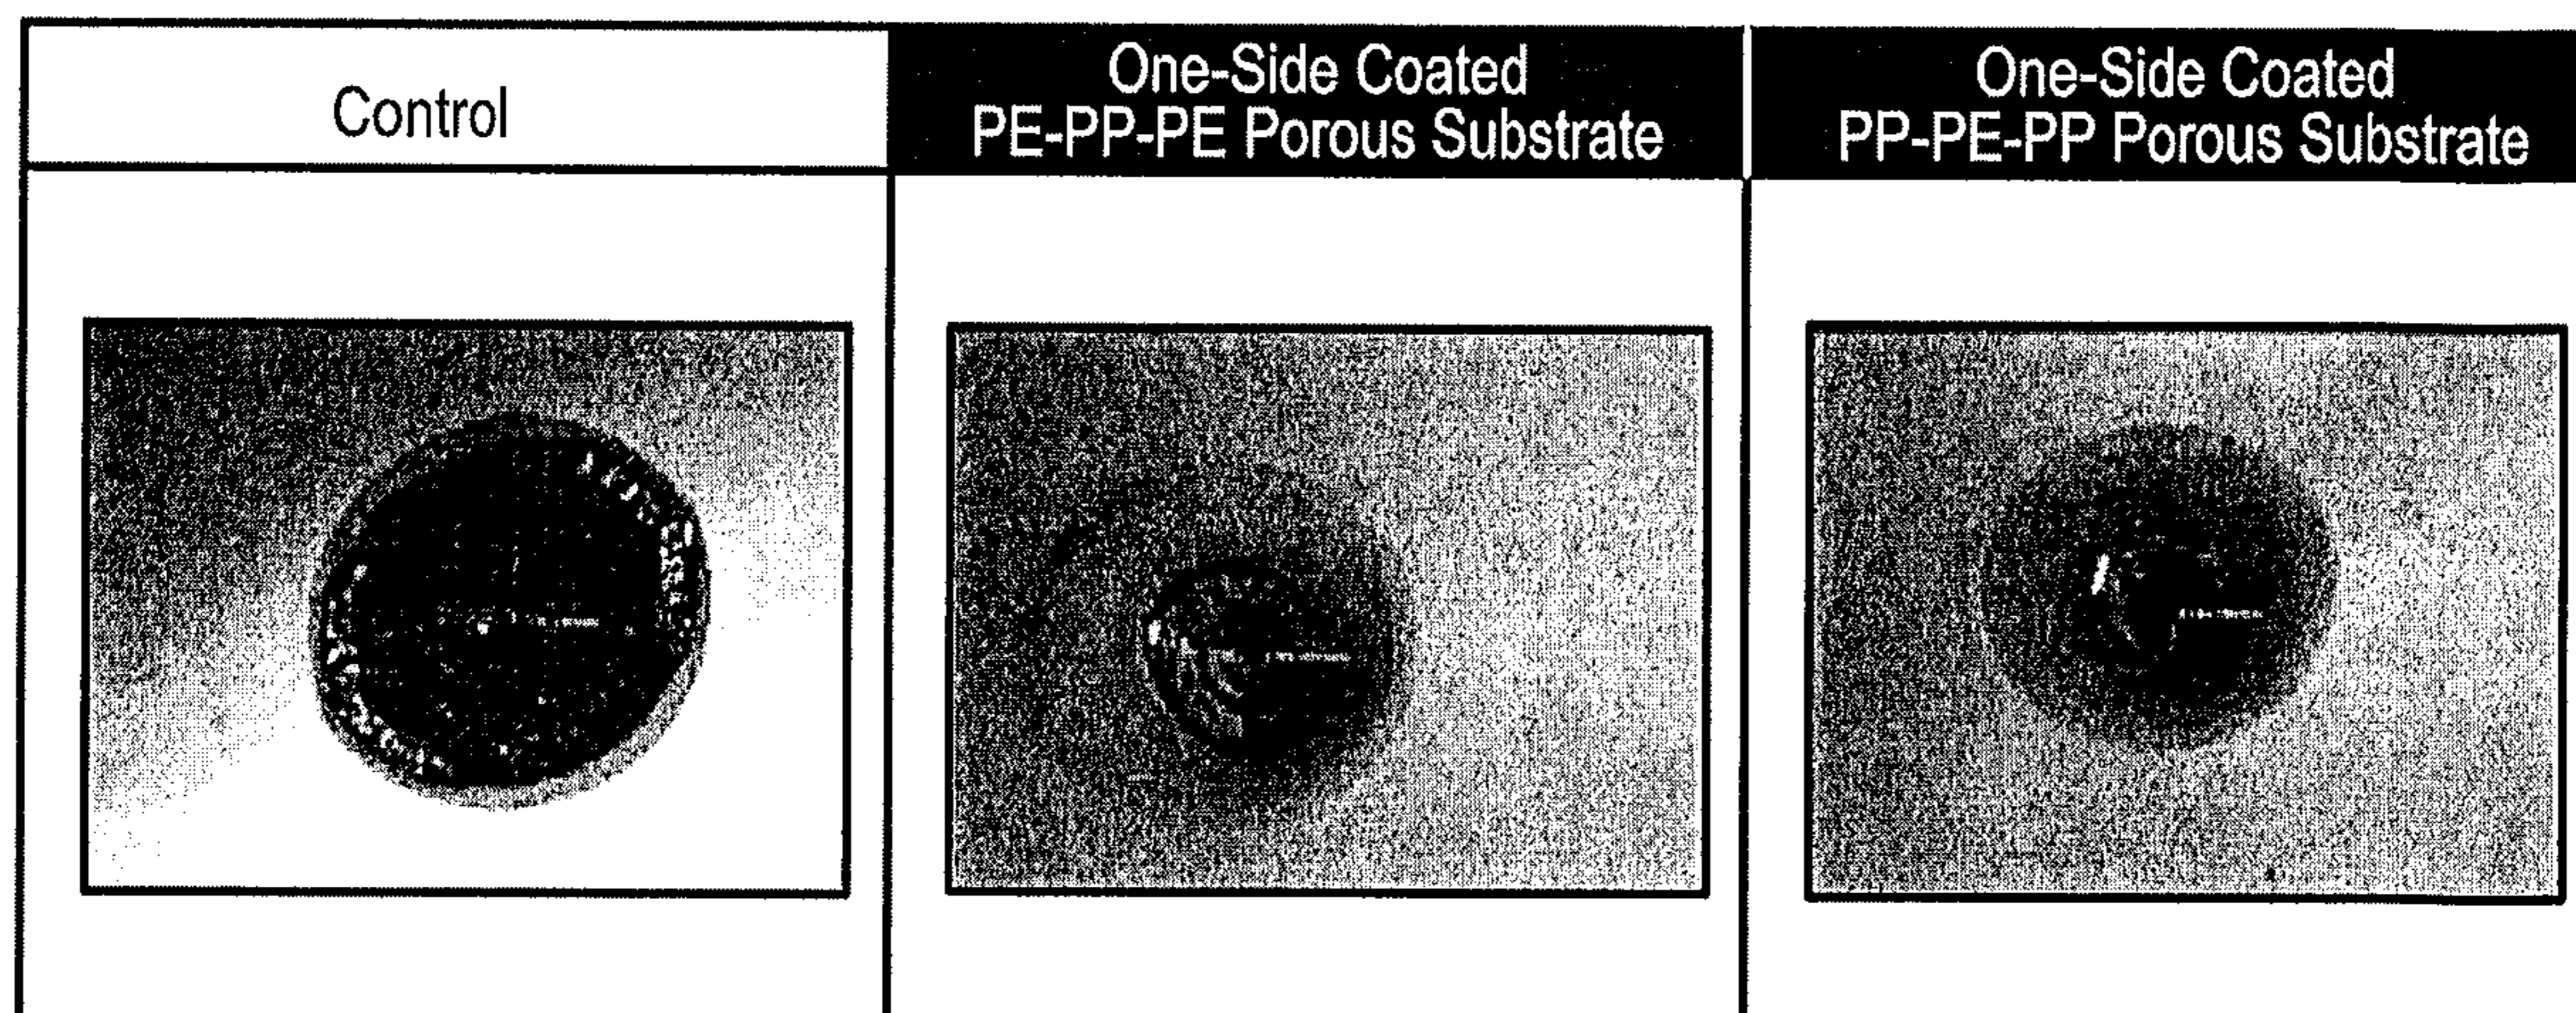 Control
One-Side Coated
PE-PP-PE Porous Substrate
One-Side Coated
PP-PE-PP Porous Substrate